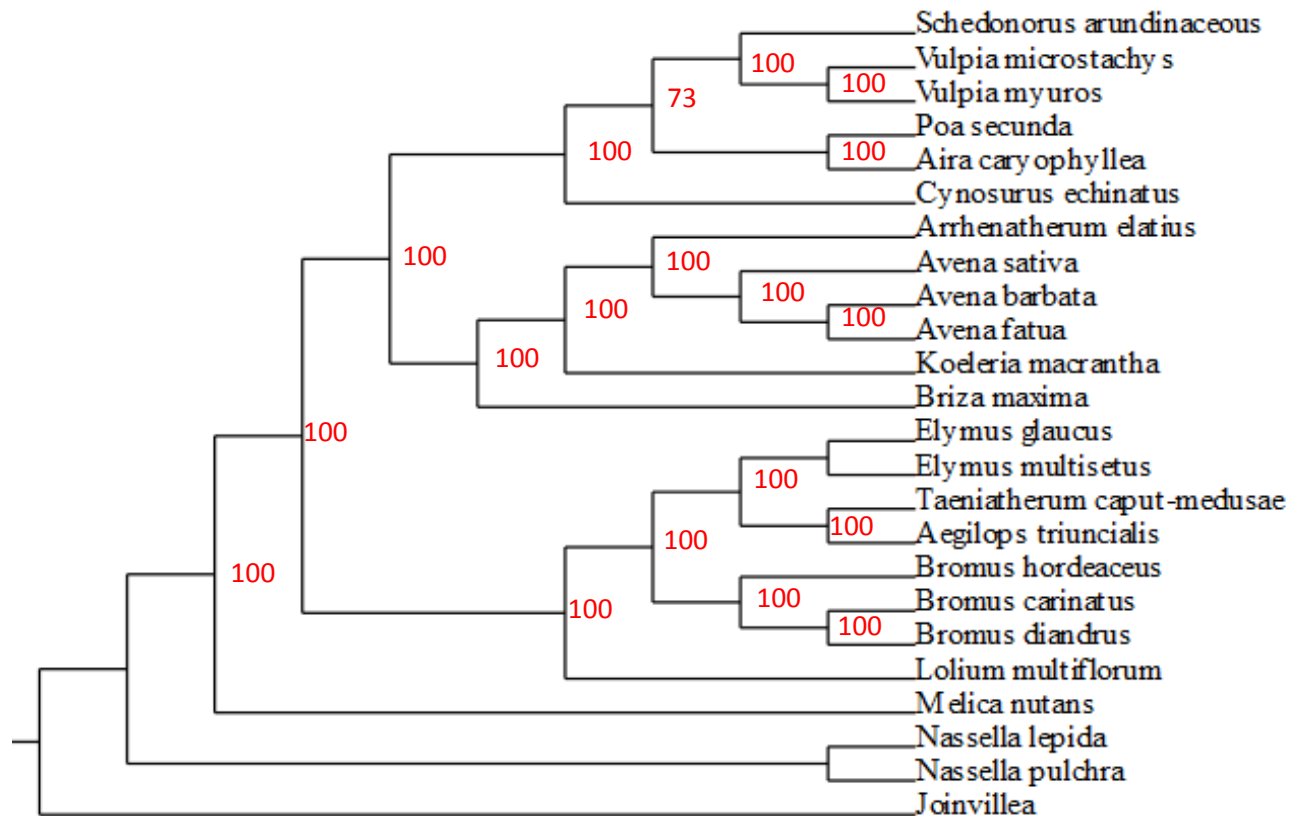 Schedonorus arundinaceous
100
Vulpia microstachys
100
73
Vulpia myuros
Poa secunda
100
100
Aira caryophyllea
Cynosurus echinatus
Arrhenatherum elatius
100
100
Avena sativa
100
Avena barbata
100
100
Avena fatua
100
Koeleria macrantha
Briza maxima
100
Elymus glaucus
100
Elymus multisetus
Taeniatherum caput-medusae
100
100
Aegilops triuncialis
100
Bromus hordeaceus
100
100
Bromus carinatus
100
Bromus diandrus
Lolium multiflorum
Melica nutans
Nassella lepida
Nassella pulchra
Joinvillea